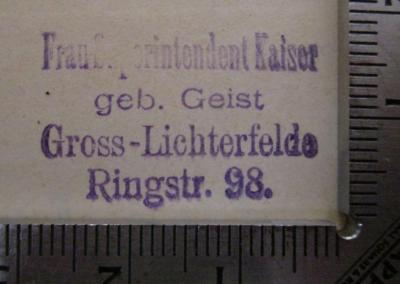 Frau Superintendent Kaiser
geb. Geist
Gross-Lichterfelde
Ringstr. 98.